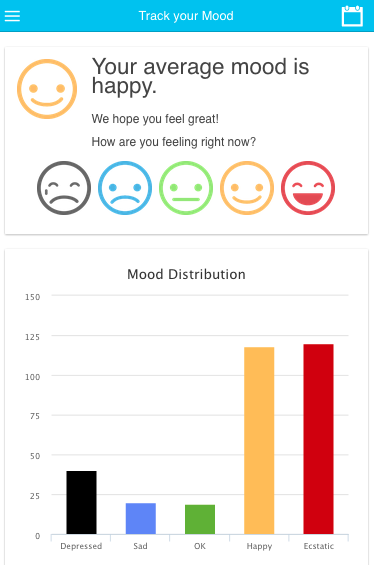 Track your Mood
Your average mood is
happy.
We hope you feel great!
How are you feeling right now?
Mood Distribution
150
125
100
75
50
25
0
Depressed Sad OK Happy Ecstatic